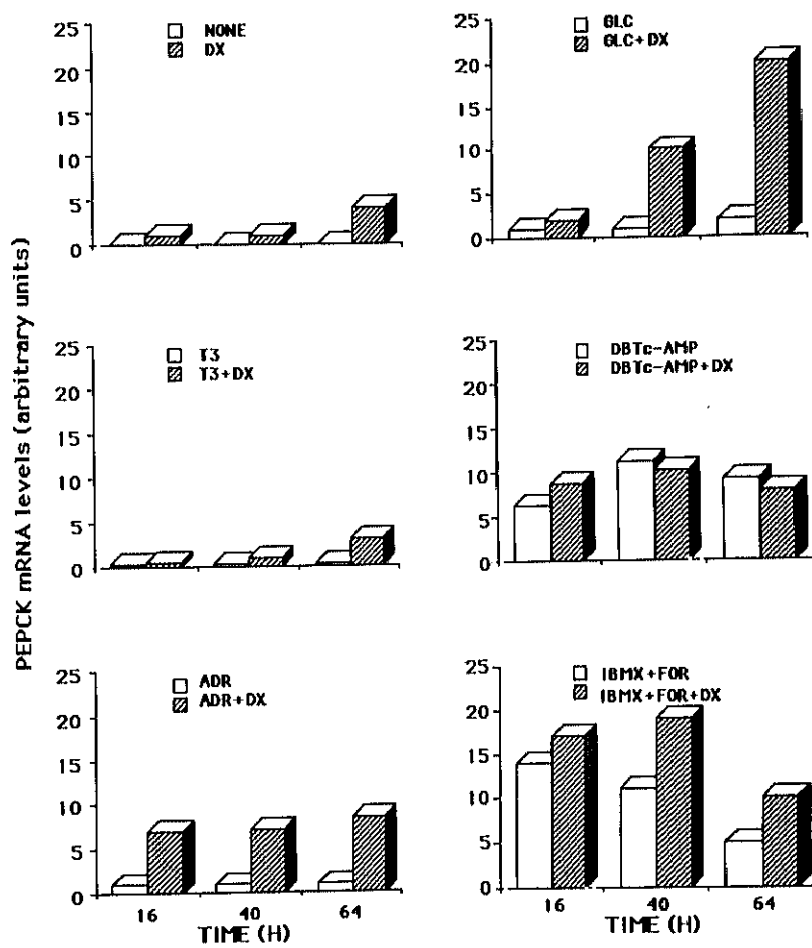 NONE
DX
25
20
15
10
5
0
GLC
GLC+DX
25
20
15
10
5
0
PEPCK mRNA levels (arbitrary units)
T3
T3+DX
25
20
15
10
5
0
DBTc-AMP
DBTc-AMP+DX
25
20
15
10
5
0
ADR
ADR+DX
25
20
15
10
5
0
16 40 64
TIME (H)
IBMX+FOR
IBMX+FOR+DX
25
20
15
10
5
0
16 40 64
TIME (H)